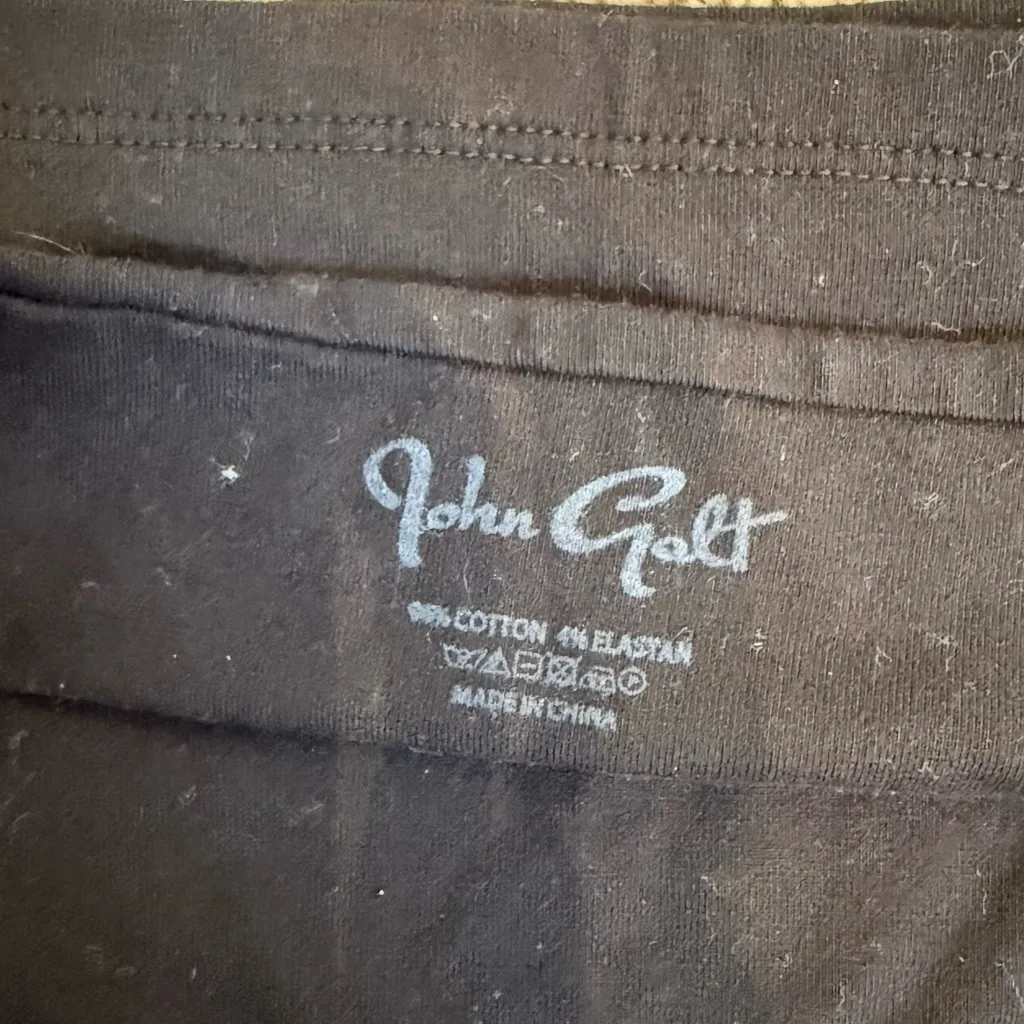 John Galt
COTTON 4% ELASTAN
MADE IN CHINA